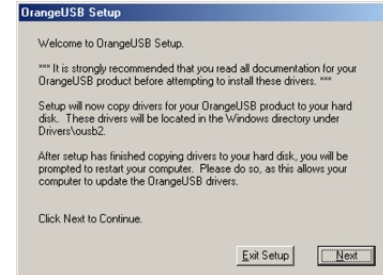 OrangeUSB Setup
Welcome to OrangeUSB Setup.
*** It is strongly recommended that you read all documentation for your
OrangeUSB product before attempting to install these drivers. ***
Setup will now copy drivers for your OrangeUSB product to your hard
disk. These drivers will be located in the Windows directory under
Drivers\ousb2.
After setup has finished copying drivers to your hard disk, you will be
prompted to restart your computer. Please do so, as this allows your
computer to update the OrangeUSB drivers.
Click Next to Continue.
Exit Setup Next